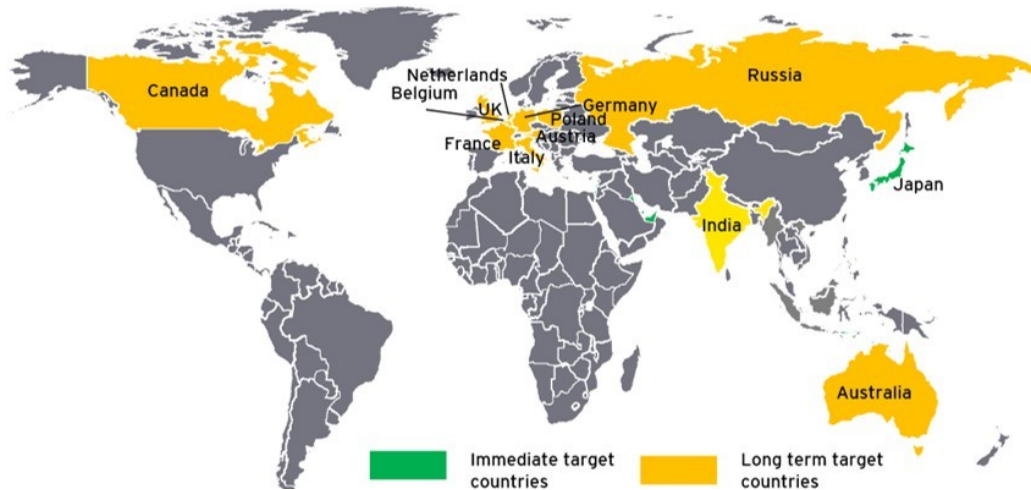 Canada
Russia
Netherlands
Belgium
UK
Germany
Poland
Austria
France
Italy
Japan
India
Australia
Immediate target
countries
Long term target
countries